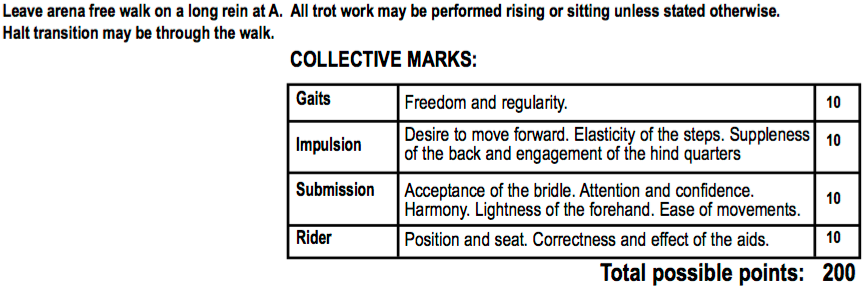 Leave arena free walk on a long rein at A. All trot work may be performed rising or sitting unless stated otherwise.
Halt transition may be through the walk.
COLLECTIVE MARKS:
Gaits Freedom and regularity. 10
Impulsion Desire to move forward. Elasticity of the steps. Suppleness of the back and engagement of the hind quarters 10
Submission Acceptance of the bridle. Attention and confidence. Harmony. Lightness of the forehand. Ease of movements. 10
Rider Position and seat. Correctness and effect of the aids. 10
Total possible points: 200